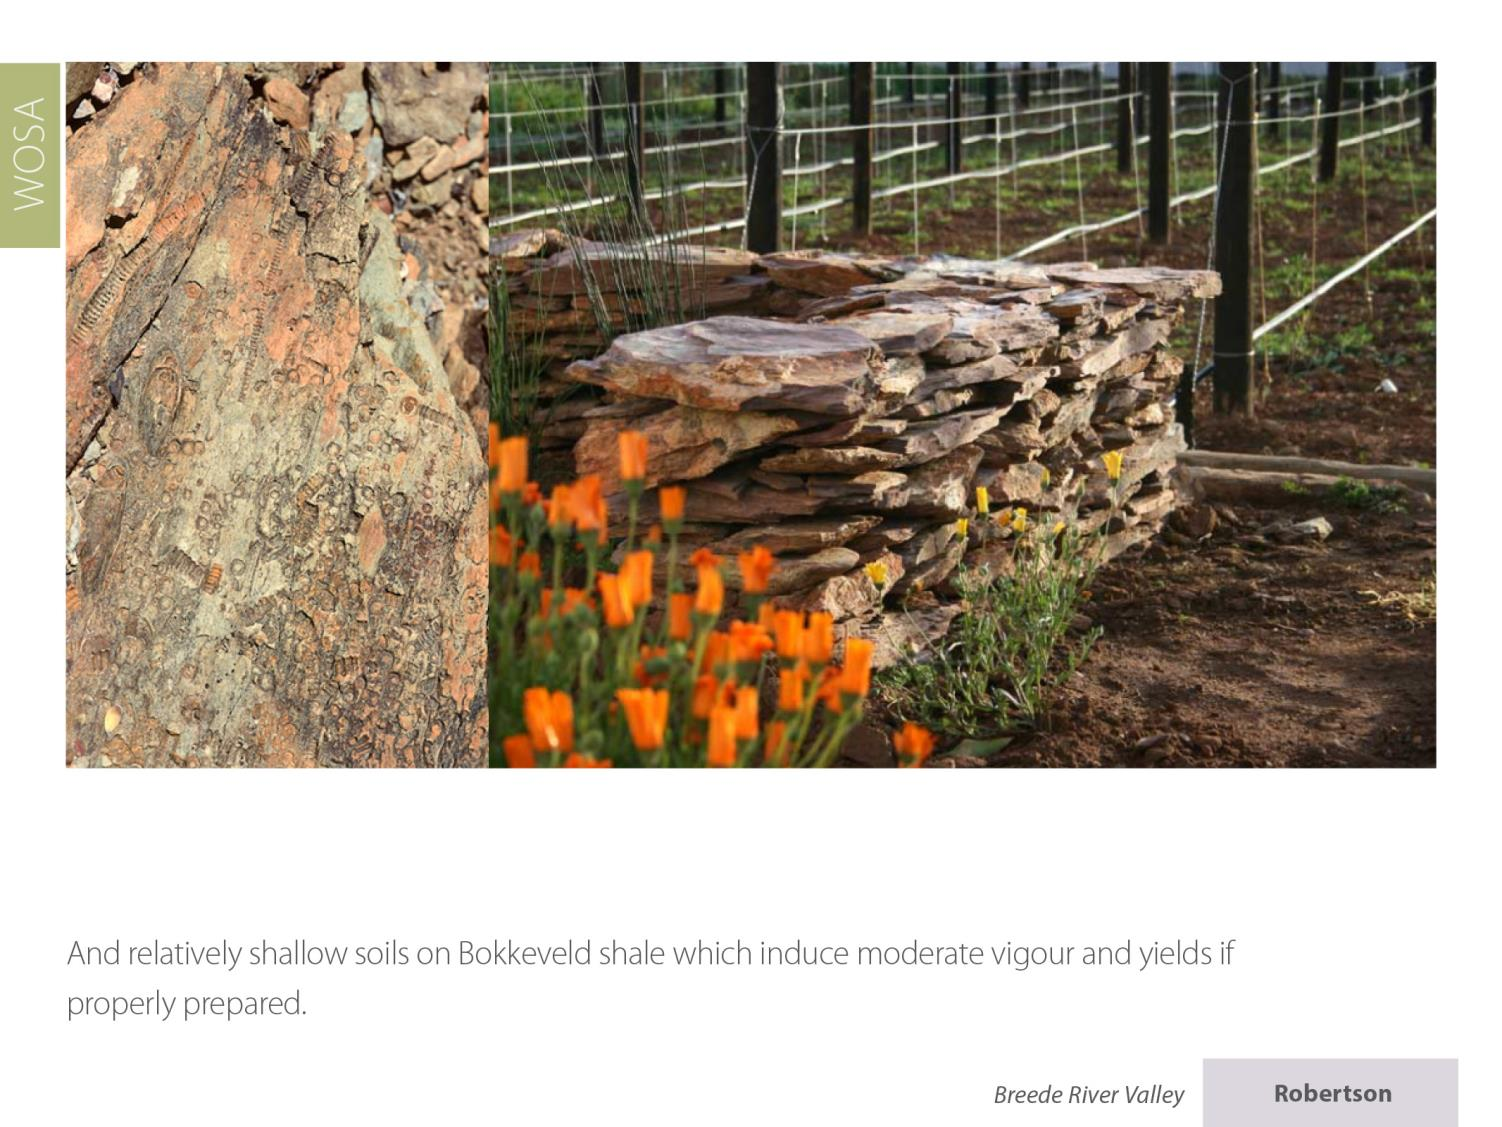 WOSA
And relatively shallow soils on Bokkeveld shale which induce moderate vigour and yields if
properly prepared.
Breede River Valley
Robertson